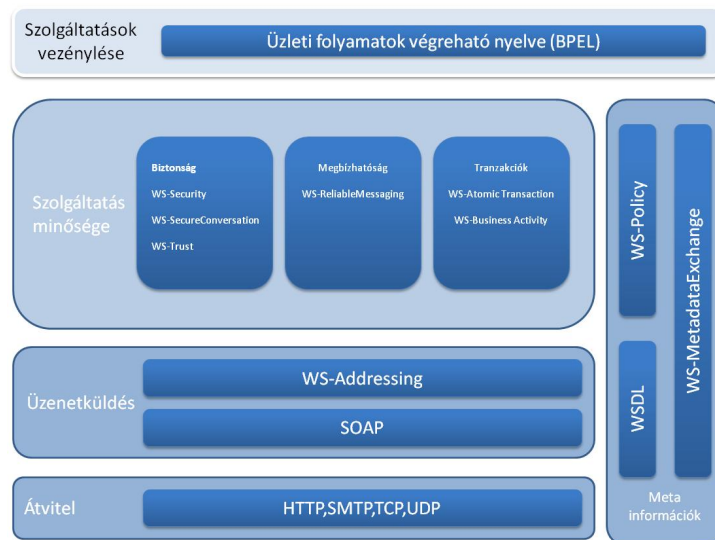 Szolgáltatások
vezénylése
Üzleti folyamatok végreható nyelve (BPEL)
Szolgáltatás
minősége
Biztonság
WS-Security
WS-SecureConversation
WS-Trust
Megbízhatóság
WS-ReliableMessaging
Tranzakciók
WS-Atomic Transaction
WS-Business Activity
Üzenetküldés
WS-Addressing
SOAP
Átvitel
HTTP,SMTP,TCP,UDP
WS-Policy
WSDL
WS-MetadataExchange
Meta
információk